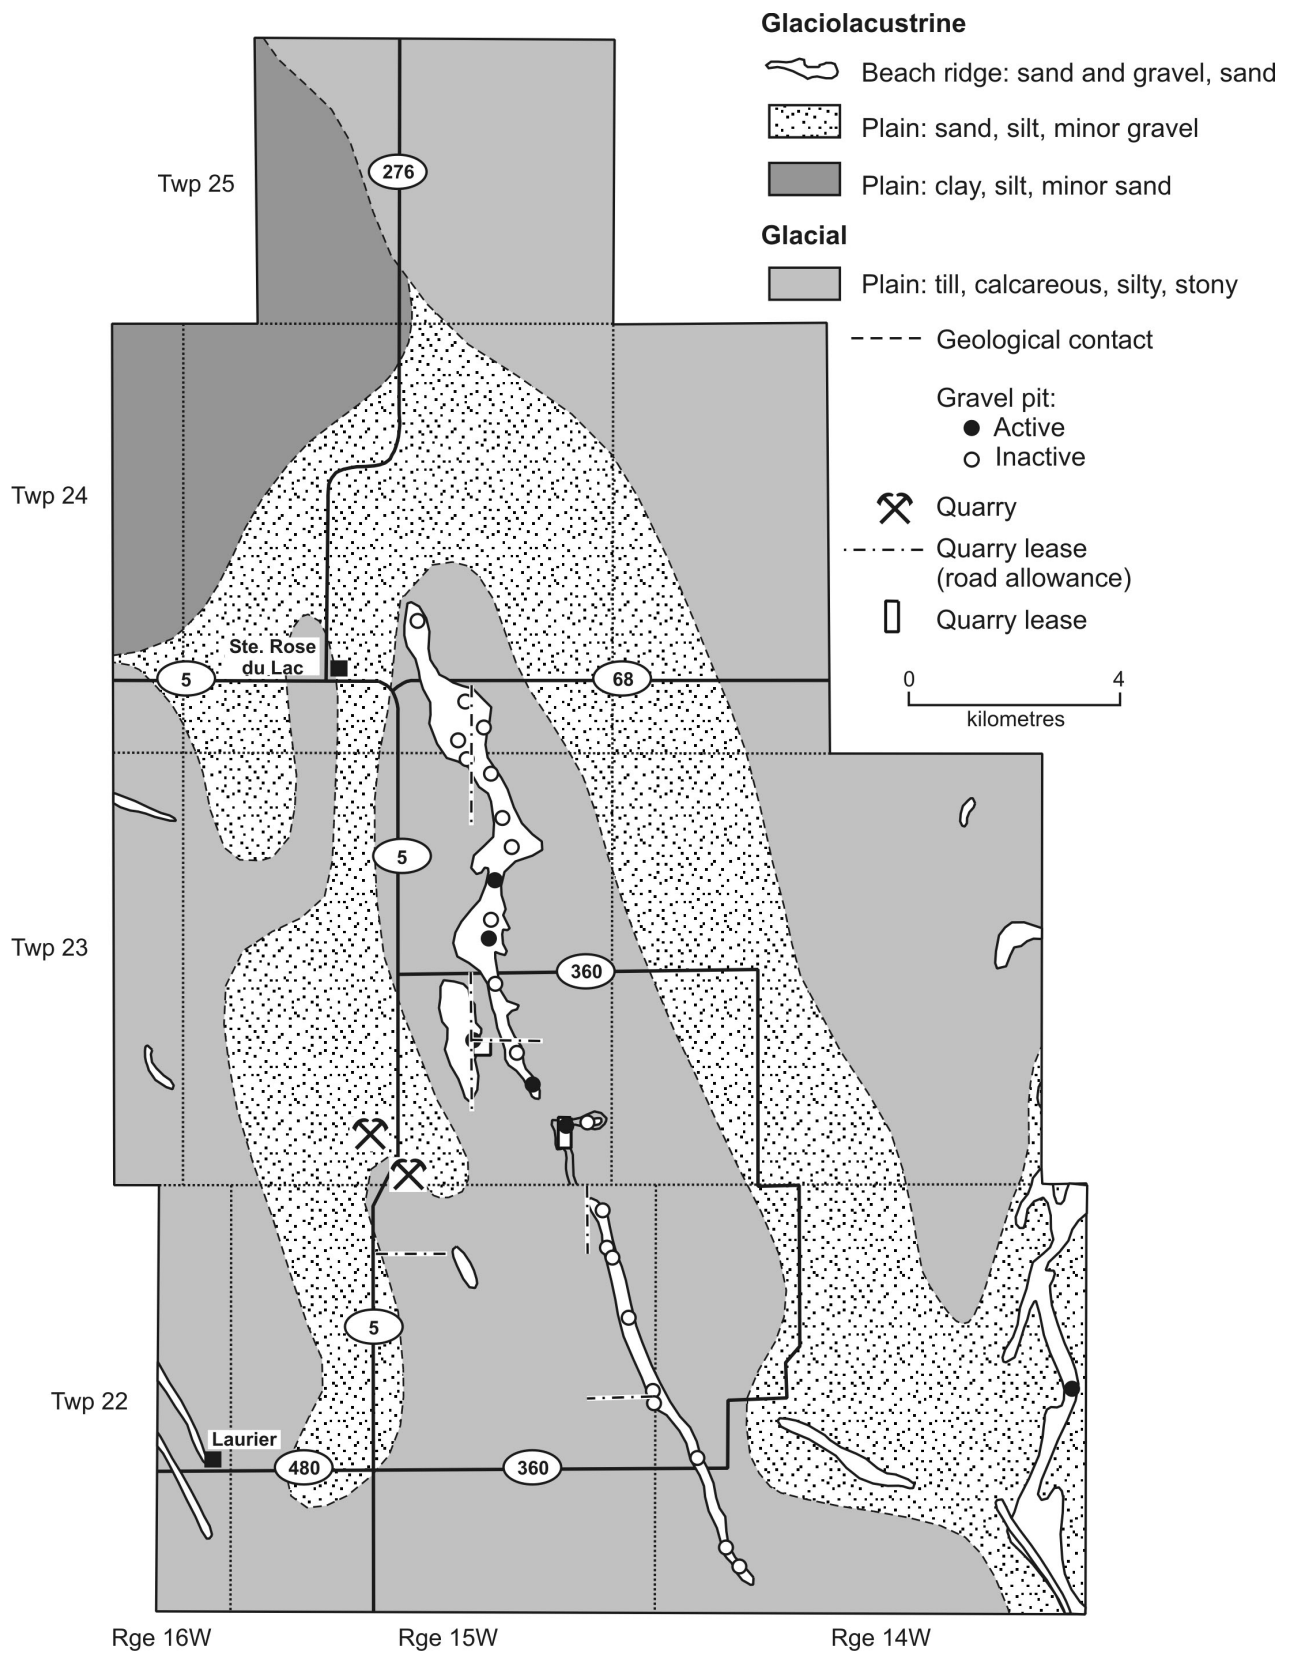 Glaciolacustrine
Beach ridge: sand and gravel, sand
Plain: sand, silt, minor gravel
Plain: clay, silt, minor sand
Glacial
Plain: till, calcareous, silty, stony
Geological contact
Gravel pit:
Active
Inactive
Quarry
Quarry lease
(road allowance)
Quarry lease
0 4
kilometres
Twp 25
276
Twp 24
Ste. Rose
du Lac
5
68
5
Twp 23
360
5
Twp 22
Laurier
480
360
Rge 16W
Rge 15W
Rge 14W